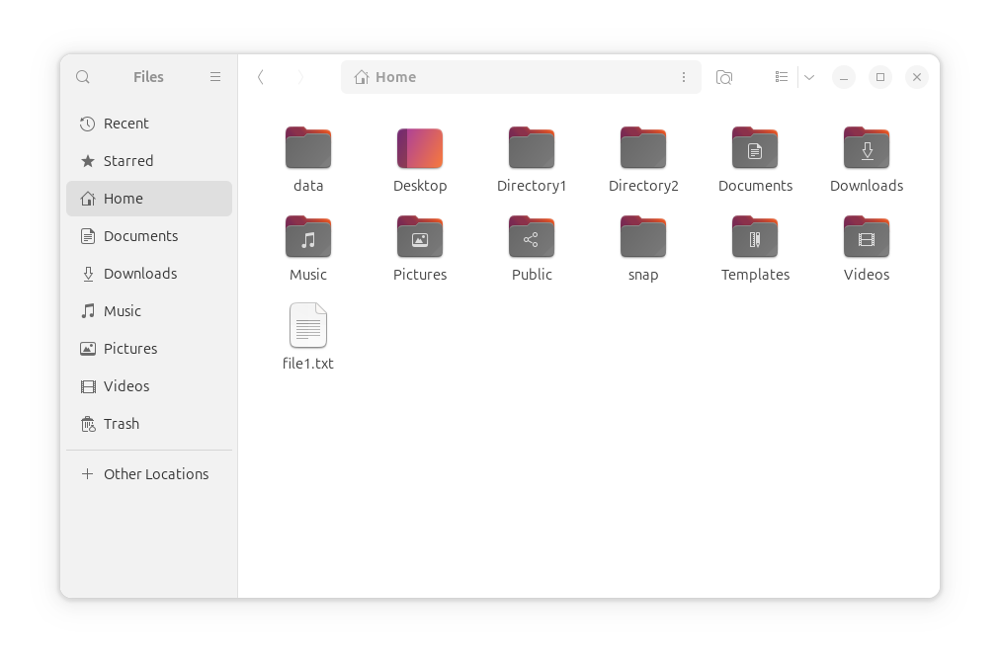 Files
Home
Recent
Starred
Home
Documents
Downloads
Music
Pictures
Videos
Trash
Other Locations
data Desktop Directory1 Directory2 Documents Downloads
Music Pictures Public snap Templates Videos
file1.txt